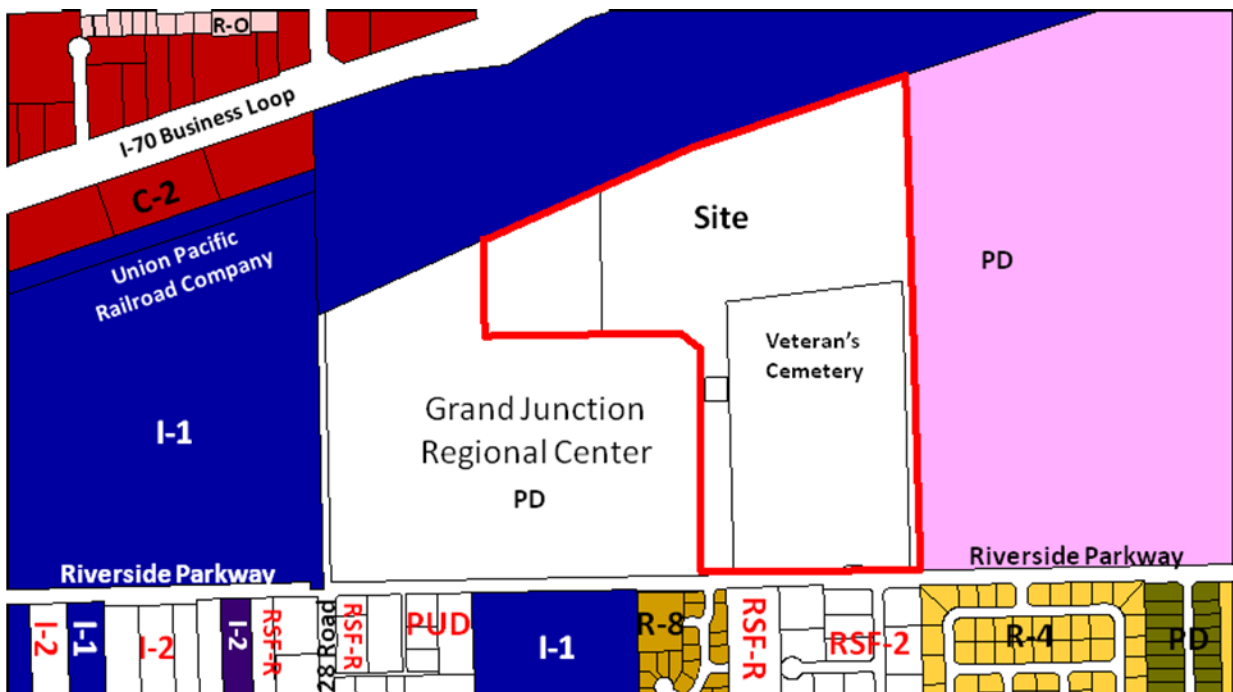 R-O
I-70 Business Loop
C-2
Union Pacific
Railroad Company
Site
PD
Veteran's
Cemetery
Grand Junction
Regional Center
PD
I-1
Riverside Parkway
Riverside Parkway
I-2
I-1
I-2
I-2
RSF-R
28 Road
RSF-R
PUD
I-1
R-8
RSF-R
RSF-2
R-4
PD